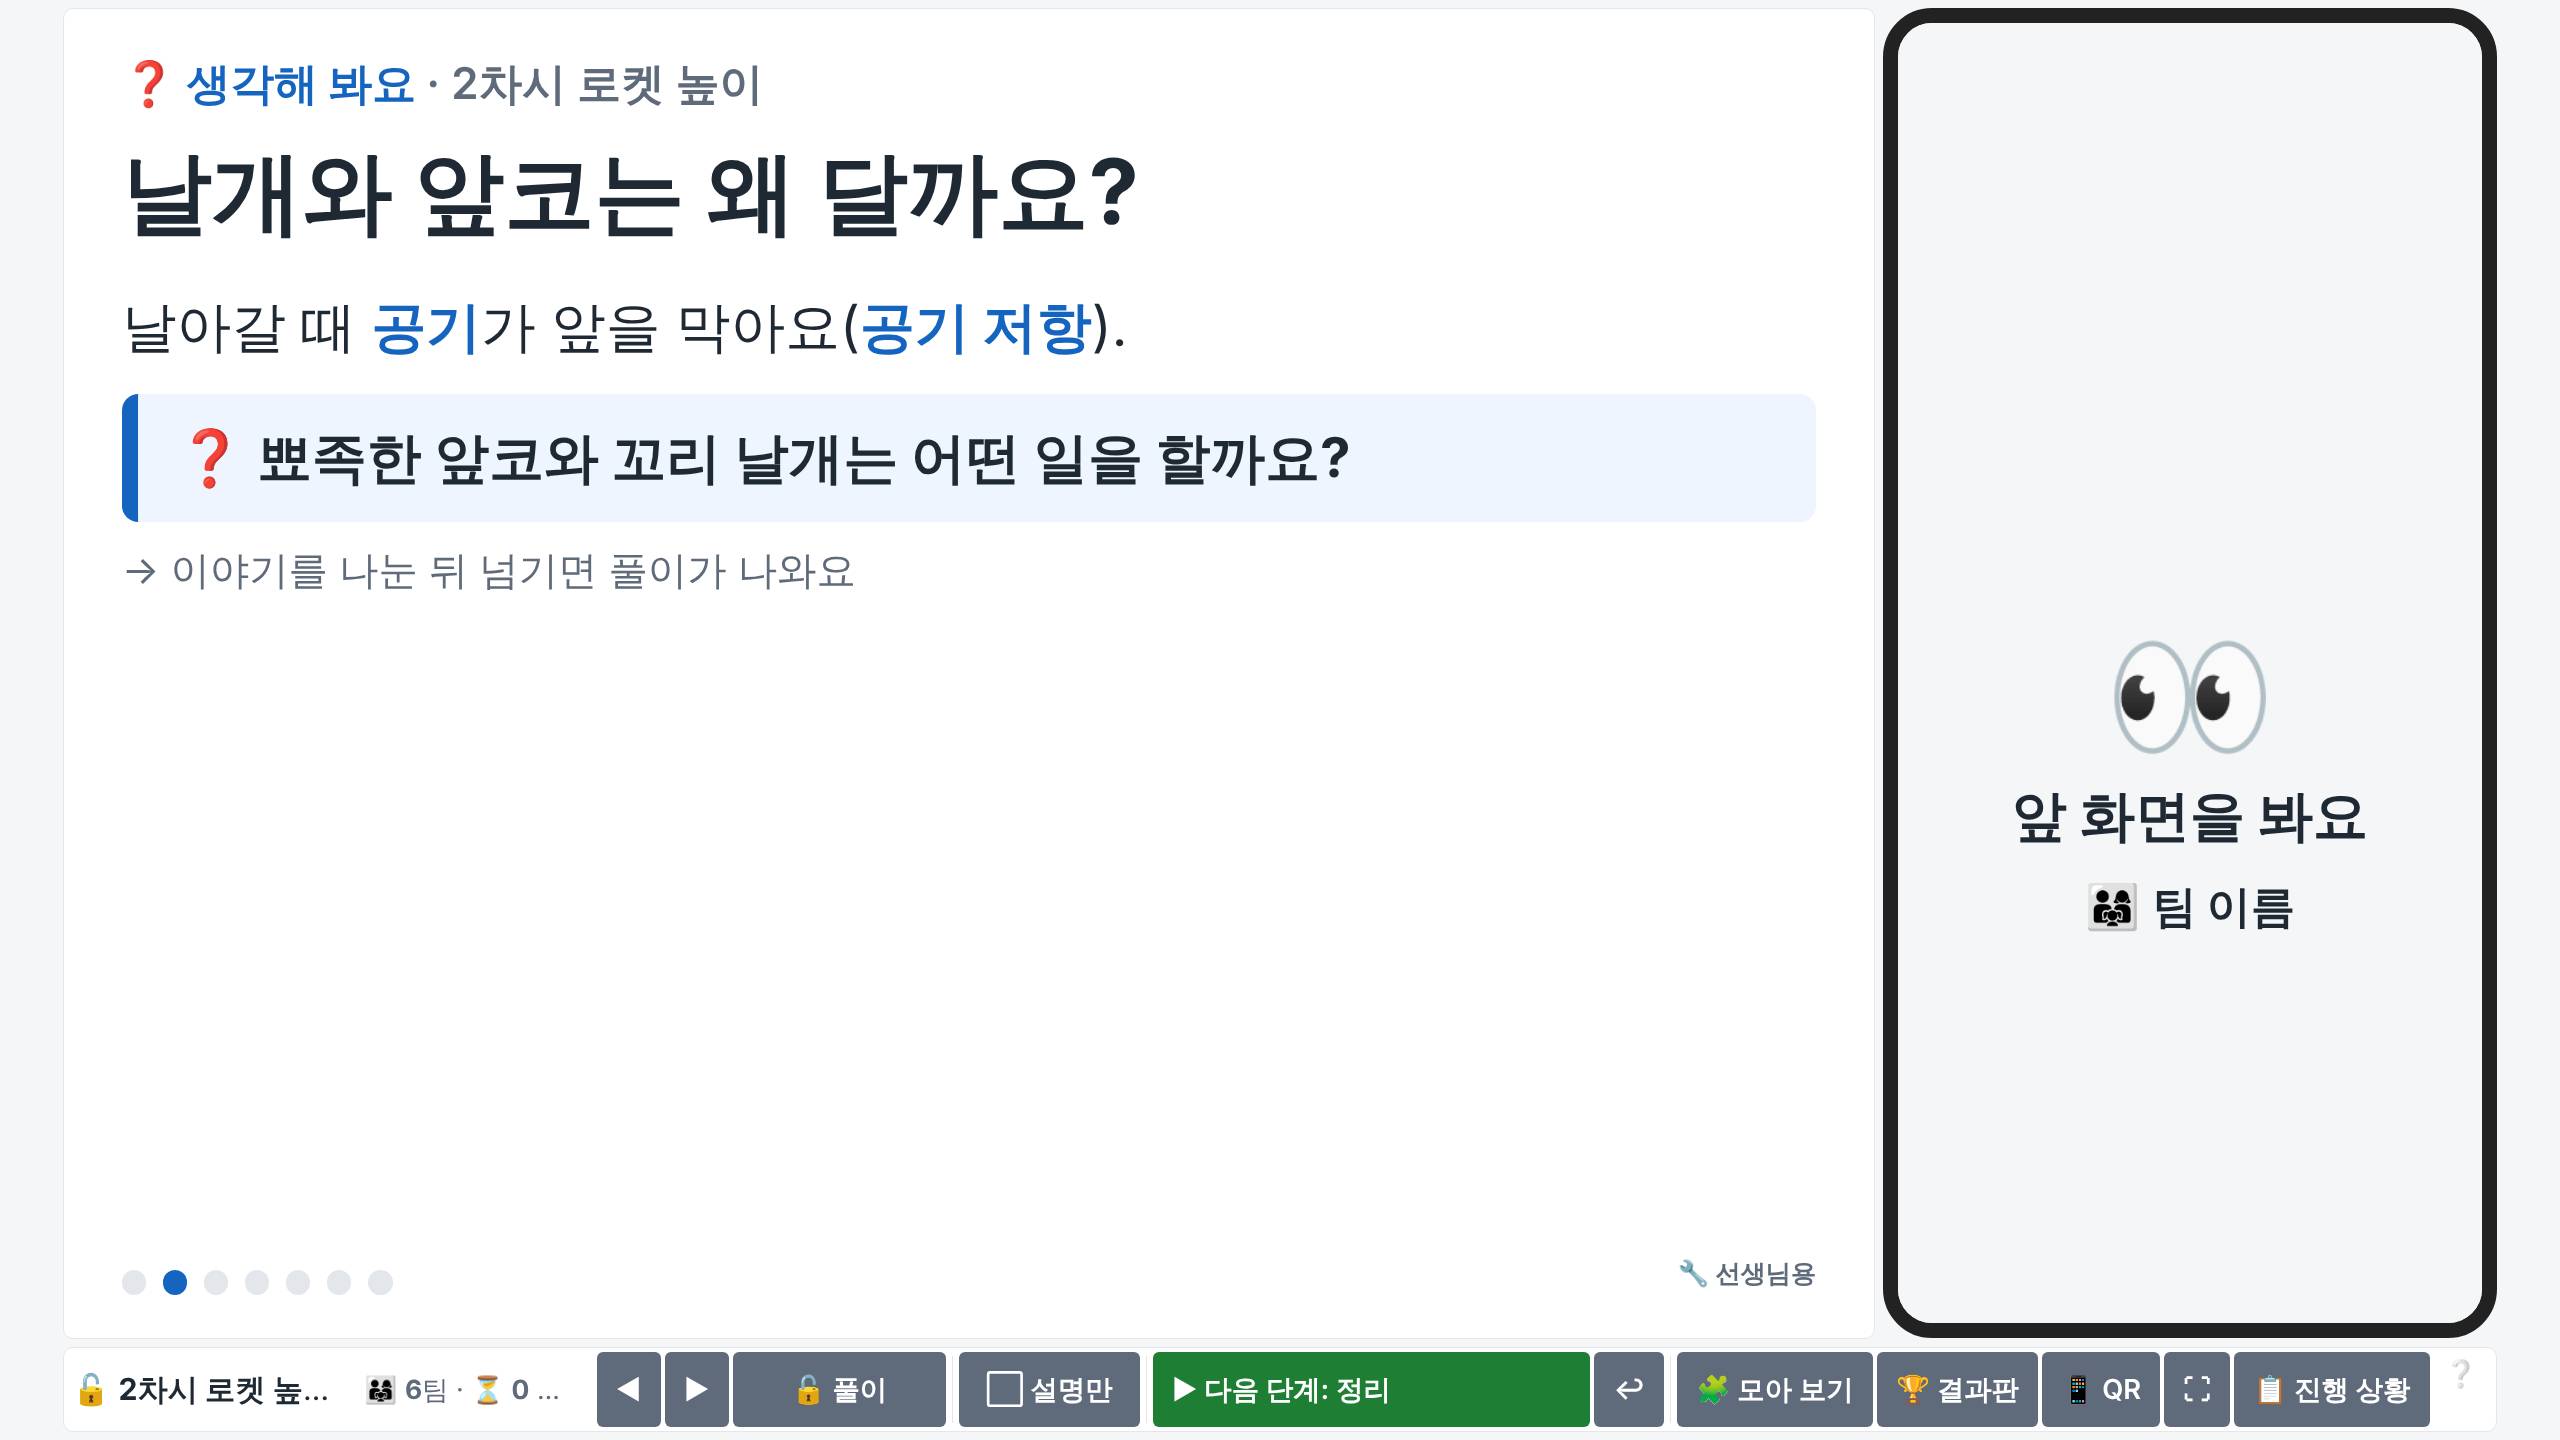 ❓ 생각해 봐요 · 2차시 로켓 높이
날개와 앞코는 왜 달까요?
날아갈 때 공기가 앞을 막아요(공기 저항).
❓ 뾰족한 앞코와 꼬리 날개는 어떤 일을 할까요?
→ 이야기를 나눈 뒤 넘기면 풀이가 나와요
🔧 선생님용
👀
앞 화면을 봐요
👨‍👩‍👧 팀 이름
🔓 2차시 로켓 높… 👨‍👩‍👧 6팀 · ⏳ 0 … ◀ ▶ 🔓 풀이 설명만 ▶ 다음 단계: 정리 ↩ 🧩 모아 보기 🏆 결과판 📱 QR ⛶ 📋 진행 상황 ❔